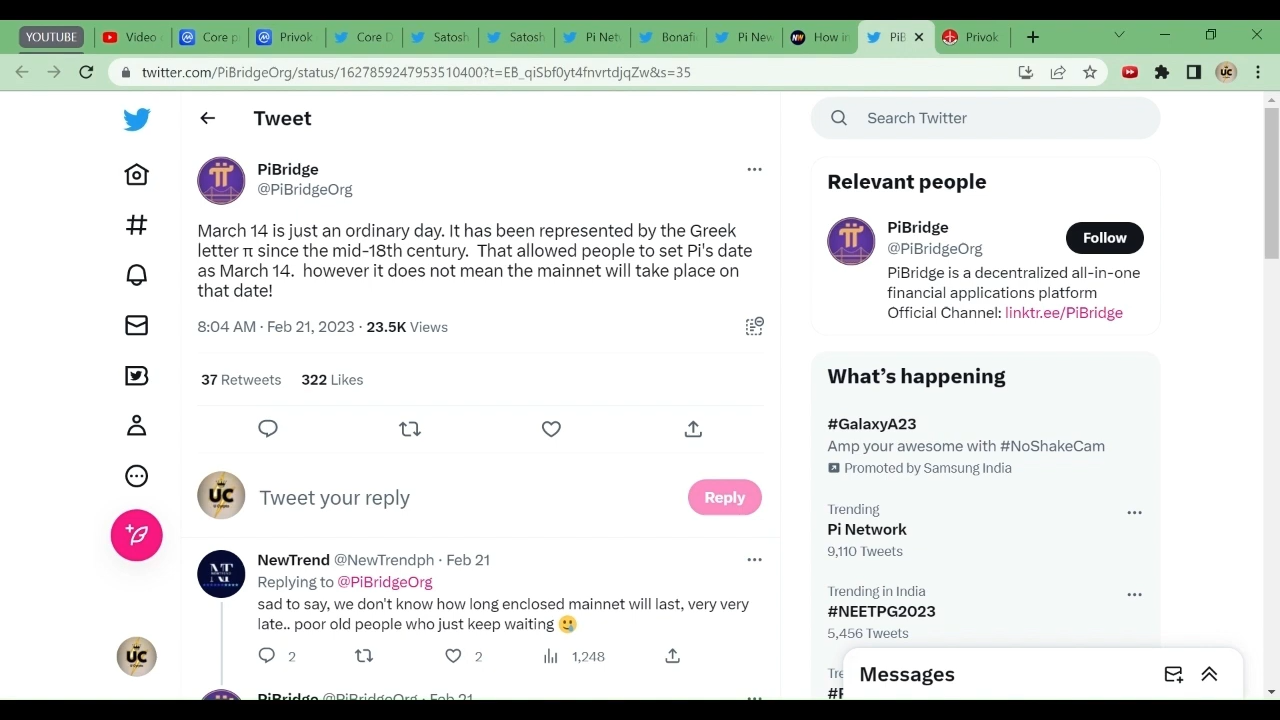 YOUTUBE
Video
Core p
Privok
Core D
Satosh
Satosh
Pi Net
Bonafi
Pi New
How in
PiB
Privok
twitter.com/PiBridgeOrg/status/1627859247953510400?t=EB_qiSbf0yt4fnvrtdjqZw&s=35
UC
Tweet
Search Twitter
PiBridge
@PiBridgeOrg
March 14 is just an ordinary day. It has been represented by the Greek
letter π since the mid-18th century.  That allowed people to set Pi's date
as March 14.  however it does not mean the mainnet will take place on
that date!
8:04 AM · Feb 21, 2023 · 23.5K Views
37 Retweets 322 Likes
UC
Tweet your reply
Reply
NT
NewTrend @NewTrendph · Feb 21
Replying to @PiBridgeOrg
sad to say, we don't know how long enclosed mainnet will last, very very
late.. poor old people who just keep waiting 🥲
2 2 1,248
PiBridge @PiBridgeOrg · Feb 21
UC
Relevant people
PiBridge
@PiBridgeOrg
Follow
PiBridge is a decentralized all-in-one
financial applications platform
Official Channel: linktr.ee/PiBridge
What's happening
#GalaxyA23
Amp your awesome with #NoShakeCam
Promoted by Samsung India
Trending
Pi Network
9,110 Tweets
Trending in India
#NEETPG2023
5,456 Tweets
Messages